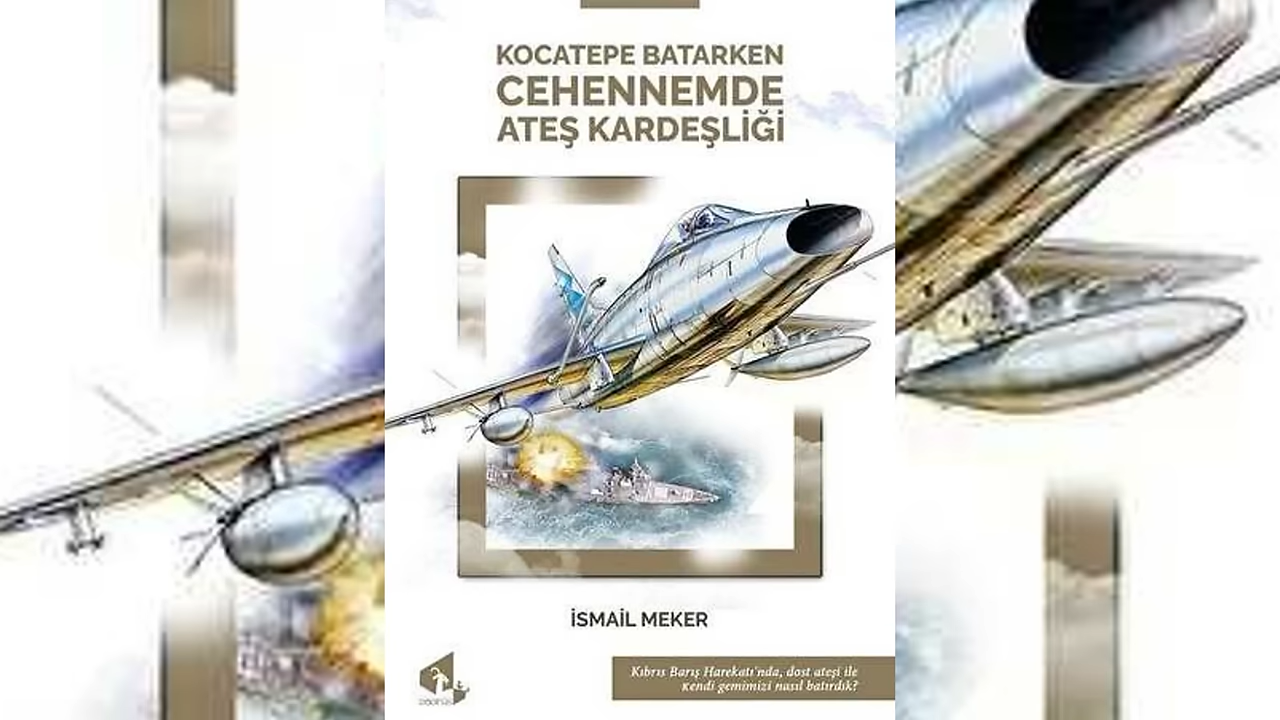 KOCATEPE BATARKEN
CEHENNEMDE
ATEŞ KARDEŞLİĞİ
İSMAİL MEKER
Kıbrıs Barış Harekatı'nda, dost ateşi ile
kendi gemimizi nasıl batırdık?